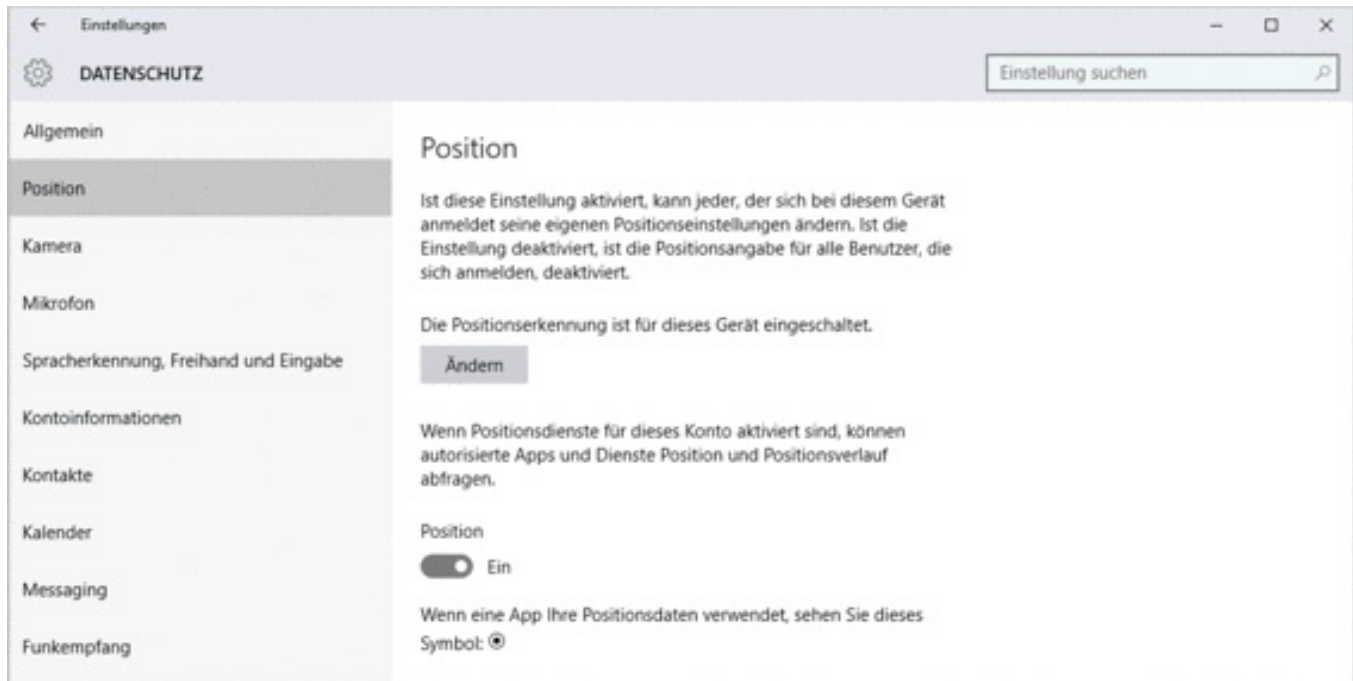 Einstellungen
DATENSCHUTZ
Einstellung suchen
Allgemein
Position
Kamera
Mikrofon
Spracherkennung, Freihand und Eingabe
Kontoinformationen
Kontakte
Kalender
Messaging
Funkempfang
Position
Ist diese Einstellung aktiviert, kann jeder, der sich bei diesem Gerät
anmeldet seine eigenen Positionseinstellungen ändern. Ist die
Einstellung deaktiviert, ist die Positionsangabe für alle Benutzer, die
sich anmelden, deaktiviert.
Die Positionserkennung ist für dieses Gerät eingeschaltet.
Ändern
Wenn Positionsdienste für dieses Konto aktiviert sind, können
autorisierte Apps und Dienste Position und Positionsverlauf
abfragen.
Position
Ein
Wenn eine App Ihre Positionsdaten verwendet, sehen Sie dieses
Symbol: